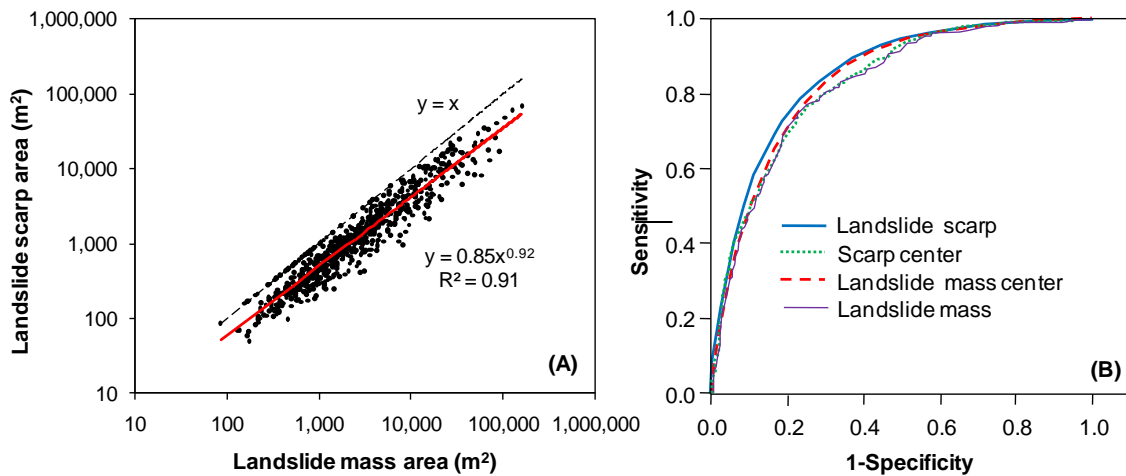 1,000,000
100,000
10,000
1,000
100
10
Landslide scarp area (m²)
y = x
y = 0.85x^0.92
R² = 0.91
(A)
10 100 1,000 10,000 100,000 1,000,000
Landslide mass area (m²)
1.0
0.8
0.6
0.4
0.2
0.0
Sensitivity
Landslide scarp
Scarp center
Landslide mass center
Landslide mass
(B)
0.0 0.2 0.4 0.6 0.8 1.0
1-Specificity